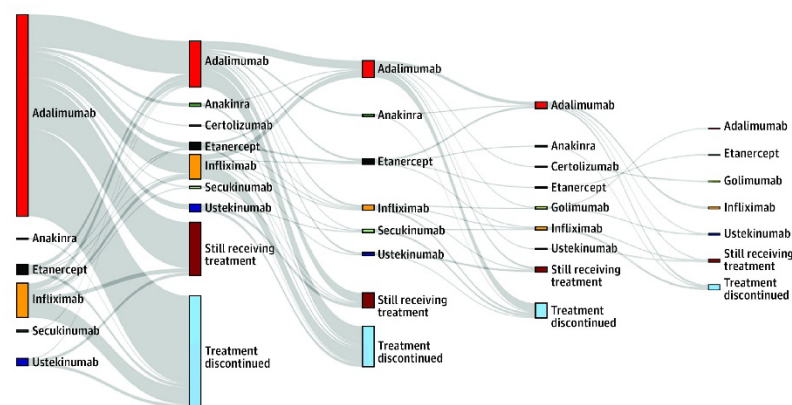 Adalimumab
Anakinra
Etanercept
Infliximab
Secukinumab
Ustekinumab
Adalimumab
Anakinra
Certolizumab
Etanercept
Infliximab
Secukinumab
Ustekinumab
Still receiving
treatment
Treatment
discontinued
Adalimumab
Anakinra
Etanercept
Infliximab
Secukinumab
Ustekinumab
Still receiving
treatment
Treatment
discontinued
Adalimumab
Anakinra
Certolizumab
Etanercept
Golimumab
Infliximab
Ustekinumab
Still receiving
treatment
Treatment
discontinued
Adalimumab
Etanercept
Golimumab
Infliximab
Ustekinumab
Still receiving
treatment
Treatment
discontinued